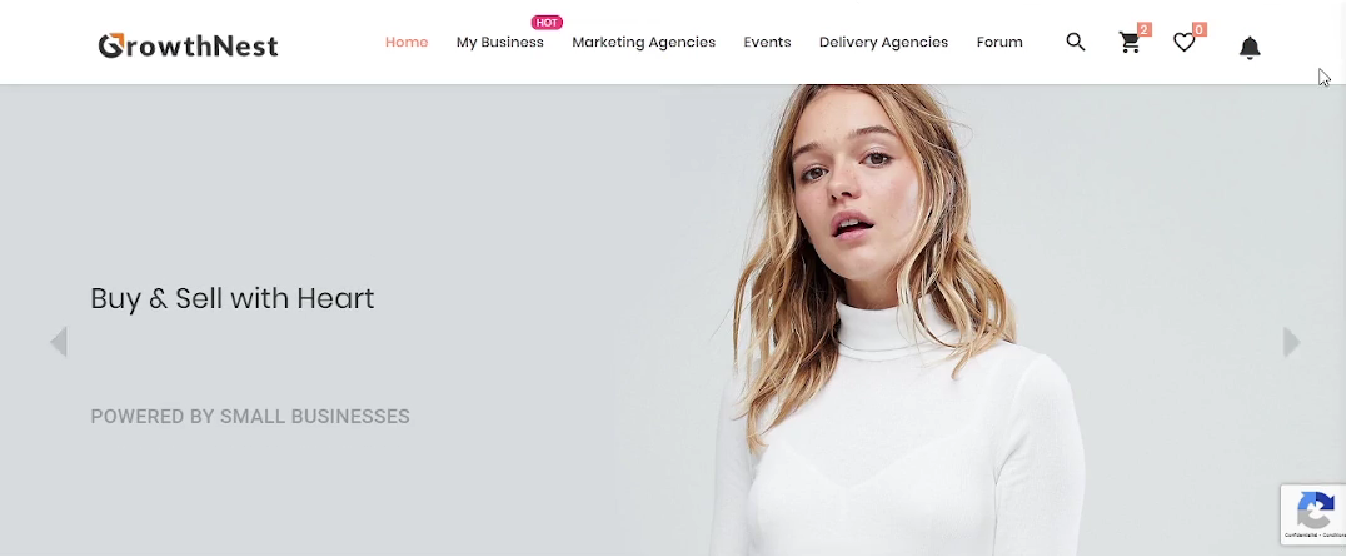 HOT
GrowthNest Home My Business Marketing Agencies Events Delivery Agencies Forum 2 0
Buy & Sell with Heart
POWERED BY SMALL BUSINESSES